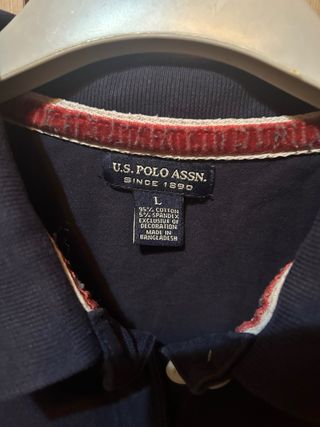 U.S. POLO ASSN.
SINCE 1890
L
95% COTTON
5% SPANDEX
EXCLUSIVE OF
DECORATION
MADE IN
BANGLADESH